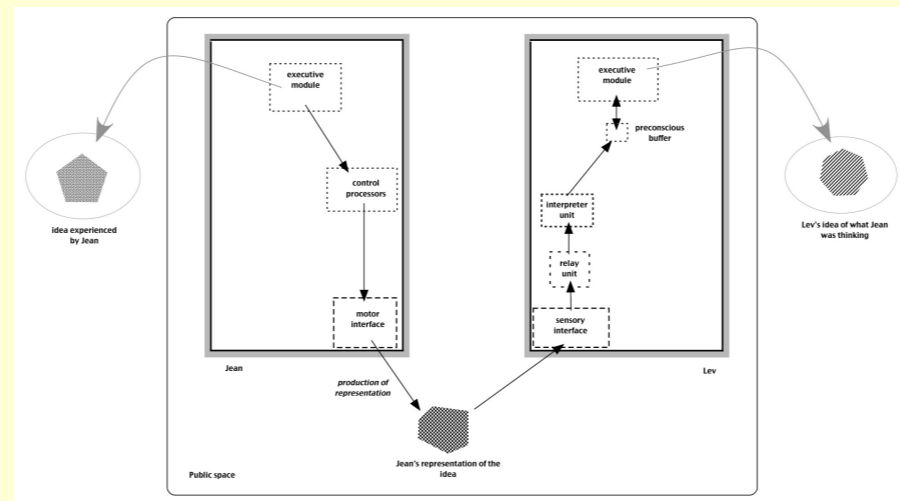 executive
module
control
processors
motor
interface
Jean
production of
representation
idea experienced
by Jean
executive
module
preconscious
buffer
interpreter
unit
relay
unit
sensory
interface
Lev
Lev's idea of what Jean
was thinking
Jean's representation of the
idea
Public space